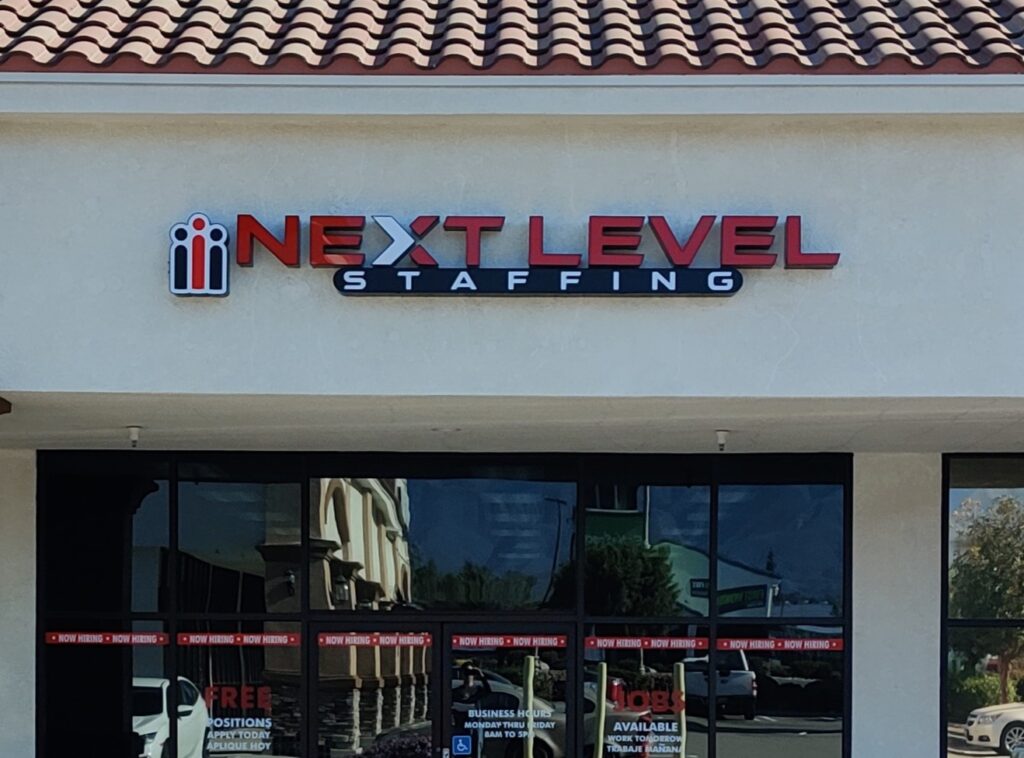 NEXT LEVEL
STAFFING
NOW HIRING • NOW HIRING
NOW HIRING • NOW HIRING
NOW HIRING • NOW HIRING
NOW HIRING • NOW HIRING
NOW HIRING • NOW HIRING
NOW HIRING • NOW HIRING
FREE
POSITIONS
APPLY TODAY
APLIQUE HOY
BUSINESS HOURS
MONDAY THRU FRIDAY
8AM TO 5PM
JOBS
AVAILABLE
WORK TOMORROW
TRABAJE MAÑANA